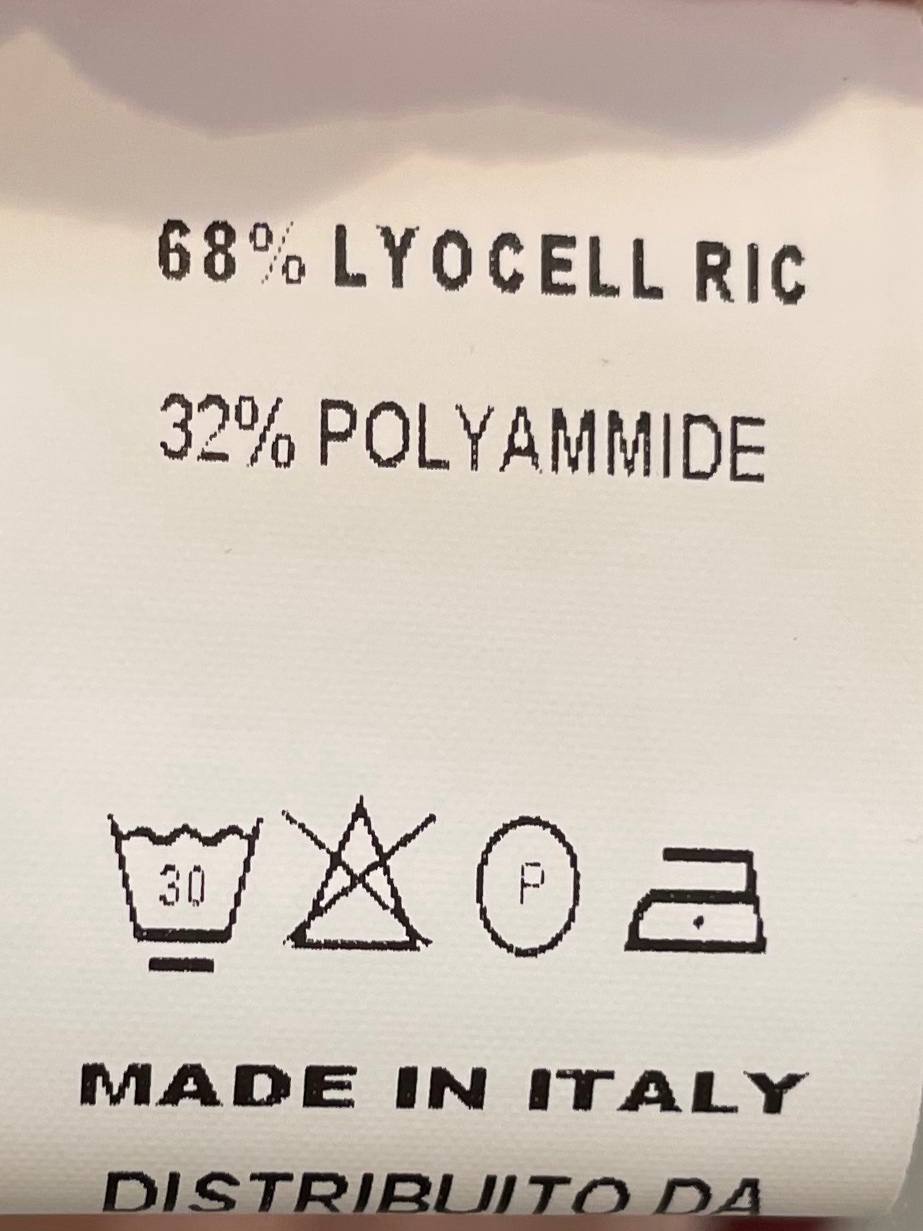 68% LYOCELL RIC
32% POLYAMMIDE
30 P
MADE IN ITALY
DISTRIBUITO DA